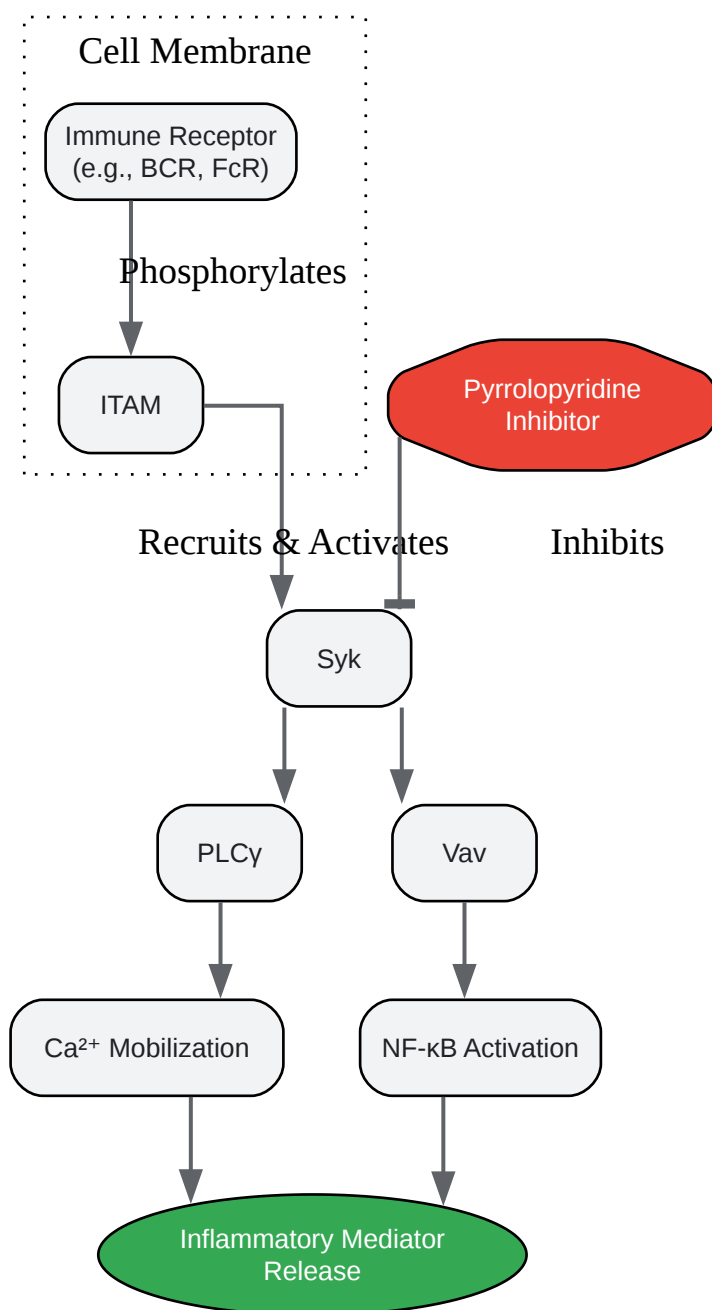 Cell Membrane
Immune Receptor
(e.g., BCR, FcR)
Phosphorylates
ITAM
Pyrrolopyridine
Inhibitor
Recruits & Activates
Inhibits
Syk
PLCγ
Vav
Ca²⁺ Mobilization
NF-κB Activation
Inflammatory Mediator
Release